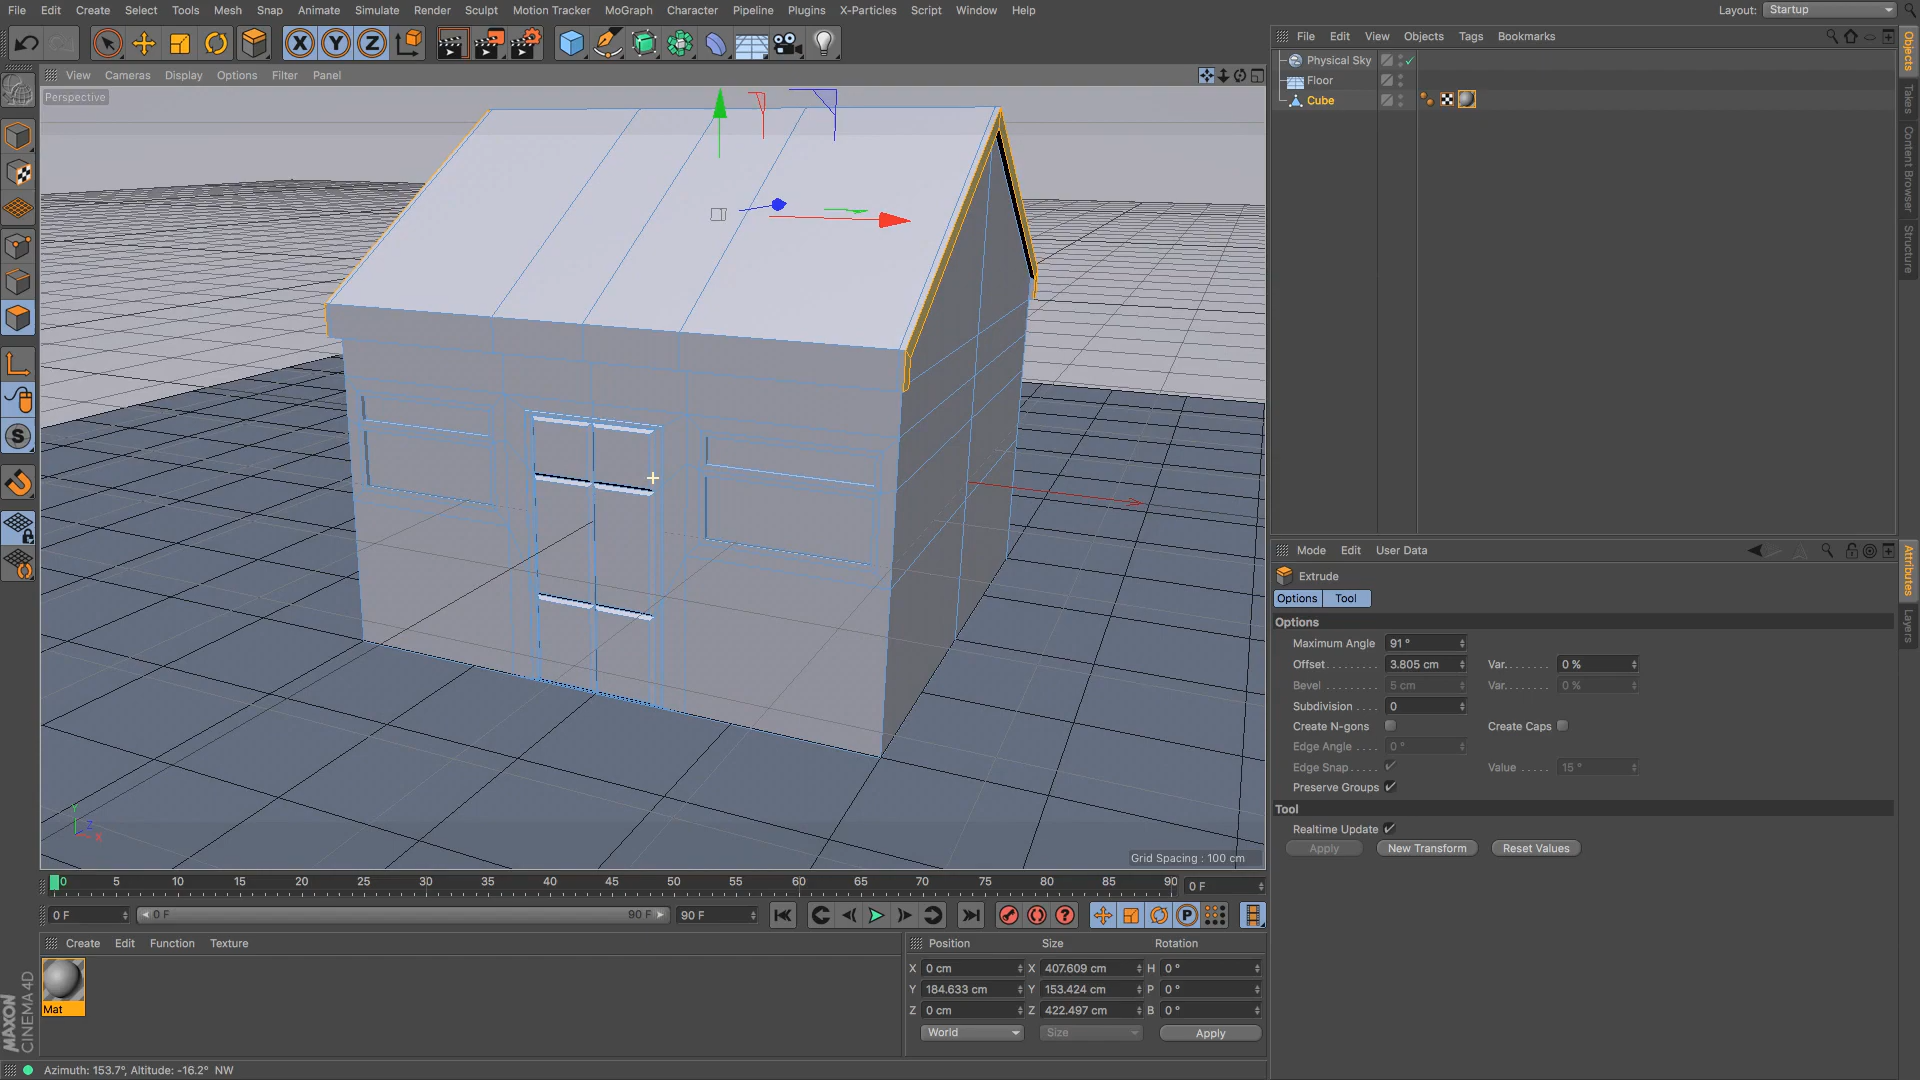 File Edit Create Select Tools Mesh Snap Animate Simulate Render Sculpt Motion Tracker MoGraph Character Pipeline Plugins X-Particles Script Window Help Layout: Startup
X Y Z
File Edit View Objects Tags Bookmarks
View Cameras Display Options Filter Panel
Perspective
Physical Sky
Floor
Cube
Objects
Takes
Content Browser
Structure
S
Y
Z
X
Grid Spacing : 100 cm
Mode Edit User Data
Extrude
Options Tool
Options
Maximum Angle 91 °
Offset 3.805 cm Var. 0 %
Bevel 5 cm Var. 0 %
Subdivision 0
Create N-gons Create Caps
Edge Angle 0 °
Edge Snap Value 15 °
Preserve Groups
Tool
Realtime Update
Apply New Transform Reset Values
Attributes
Layers
0 5 10 15 20 25 30 35 40 45 50 55 60 65 70 75 80 85 90 0 F
0 F 0 F 90 F 90 F ? P
Create Edit Function Texture
Mat
Position Size Rotation
X 0 cm X 407.609 cm H 0 °
Y 184.633 cm Y 153.424 cm P 0 °
Z 0 cm Z 422.497 cm B 0 °
World Size Apply
MAXON
CINEMA 4D
Azimuth: 153.7°, Altitude: -16.2° NW